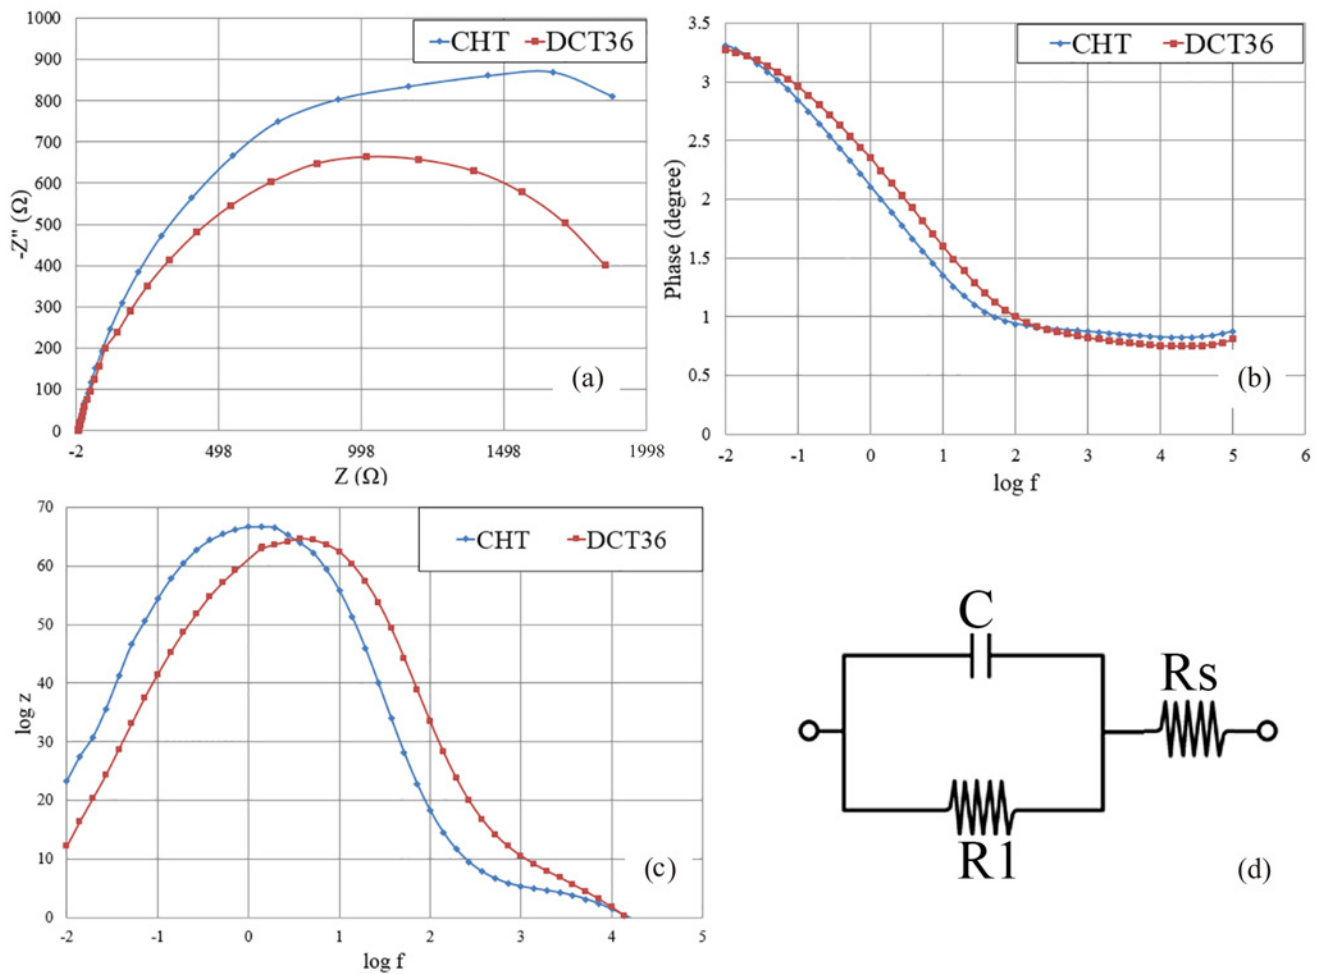 1000
900
800
700
600
500
400
300
200
100
0
-2
498
998
1498
1998
-Z" (Ω)
Z (Ω)
CHT
DCT36
(a)
3.5
3
2.5
2
1.5
1
0.5
0
-2
-1
0
1
2
3
4
5
6
Phase (degree)
log f
CHT
DCT36
(b)
70
60
50
40
30
20
10
0
-2
-1
0
1
2
3
4
5
log z
log f
CHT
DCT36
(c)
C
Rs
R1
(d)